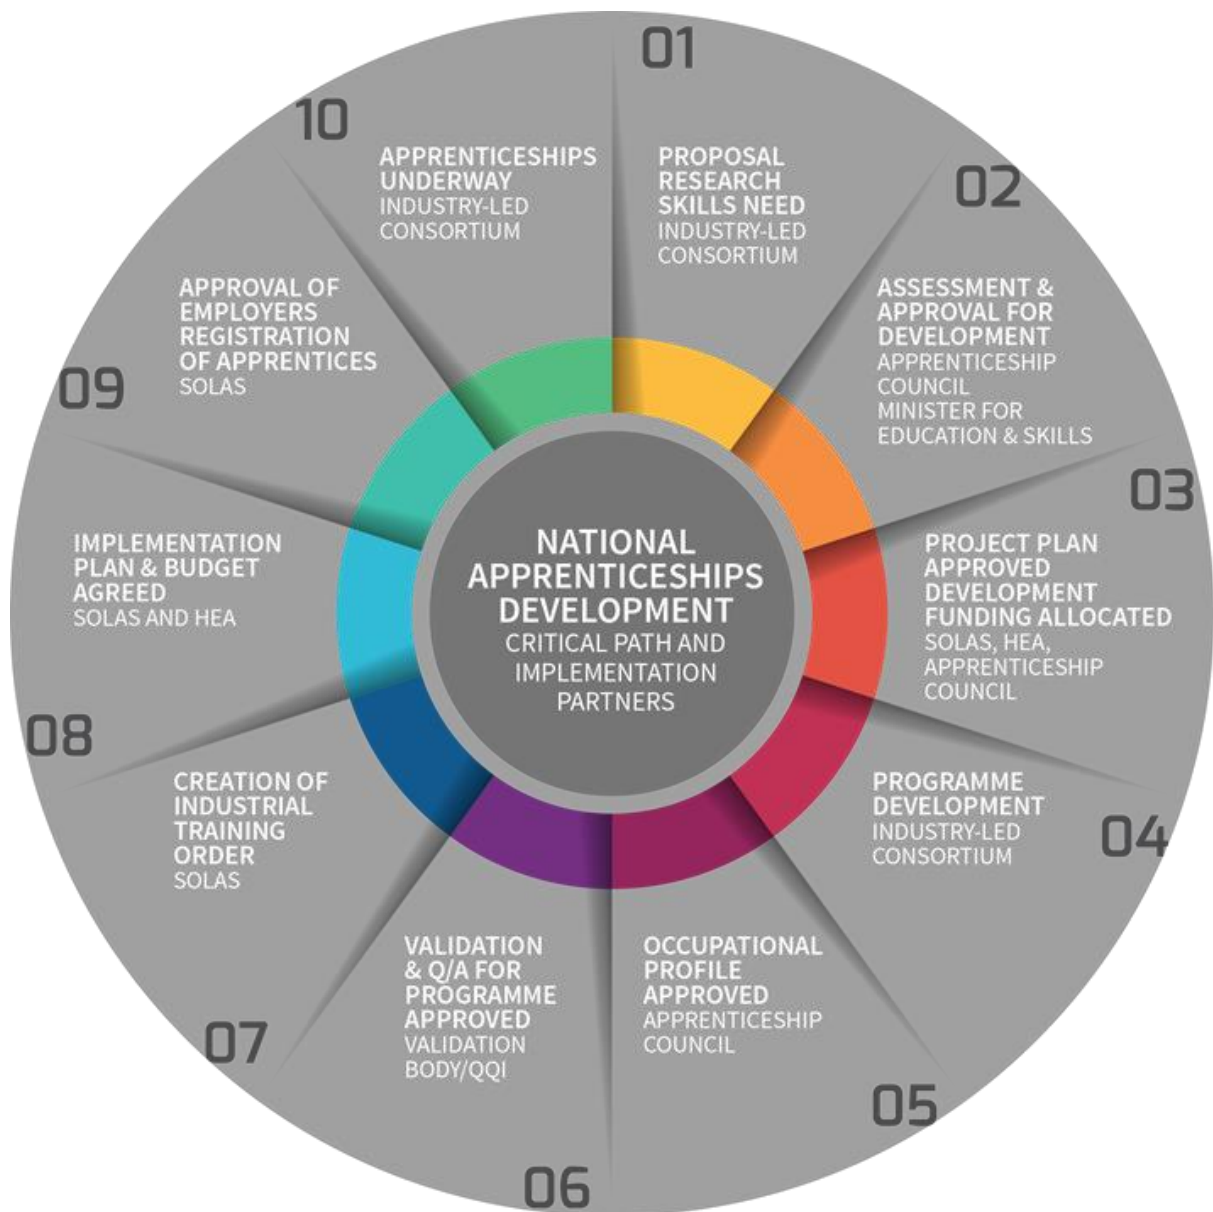 NATIONAL
APPRENTICESHIPS
DEVELOPMENT
CRITICAL PATH AND
IMPLEMENTATION
PARTNERS
01
PROPOSAL
RESEARCH
SKILLS NEED
INDUSTRY-LED
CONSORTIUM
02
ASSESSMENT &
APPROVAL FOR
DEVELOPMENT
APPRENTICESHIP
COUNCIL
MINISTER FOR
EDUCATION & SKILLS
03
PROJECT PLAN
APPROVED
DEVELOPMENT
FUNDING ALLOCATED
SOLAS, HEA,
APPRENTICESHIP
COUNCIL
04
PROGRAMME
DEVELOPMENT
INDUSTRY-LED
CONSORTIUM
05
OCCUPATIONAL
PROFILE
APPROVED
APPRENTICESHIP
COUNCIL
06
VALIDATION
& Q/A FOR
PROGRAMME
APPROVED
VALIDATION
BODY/QQI
07
CREATION OF
INDUSTRIAL
TRAINING
ORDER
SOLAS
08
IMPLEMENTATION
PLAN & BUDGET
AGREED
SOLAS AND HEA
09
APPROVAL OF
EMPLOYERS
REGISTRATION
OF APPRENTICES
SOLAS
10
APPRENTICESHIPS
UNDERWAY
INDUSTRY-LED
CONSORTIUM